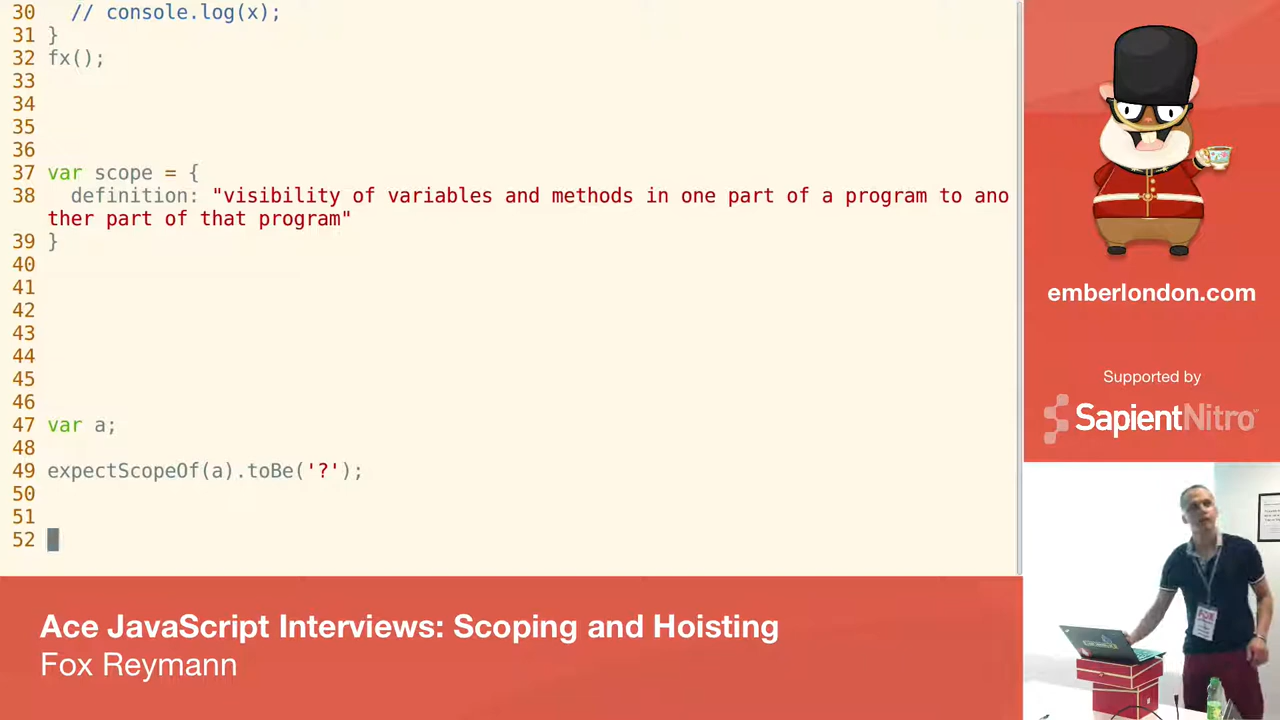 30   // console.log(x);
31 }
32 fx();
33
34
35
36
37 var scope = {
38   definition: "visibility of variables and methods in one part of a program to ano
ther part of that program"
39 }
40
41
42
43
44
45
46
47 var a;
48
49 expectScopeOf(a).toBe('?');
50
51
52
emberlondon.com
Supported by
SapientNitro
Ace JavaScript Interviews: Scoping and Hoisting
Fox Reymann